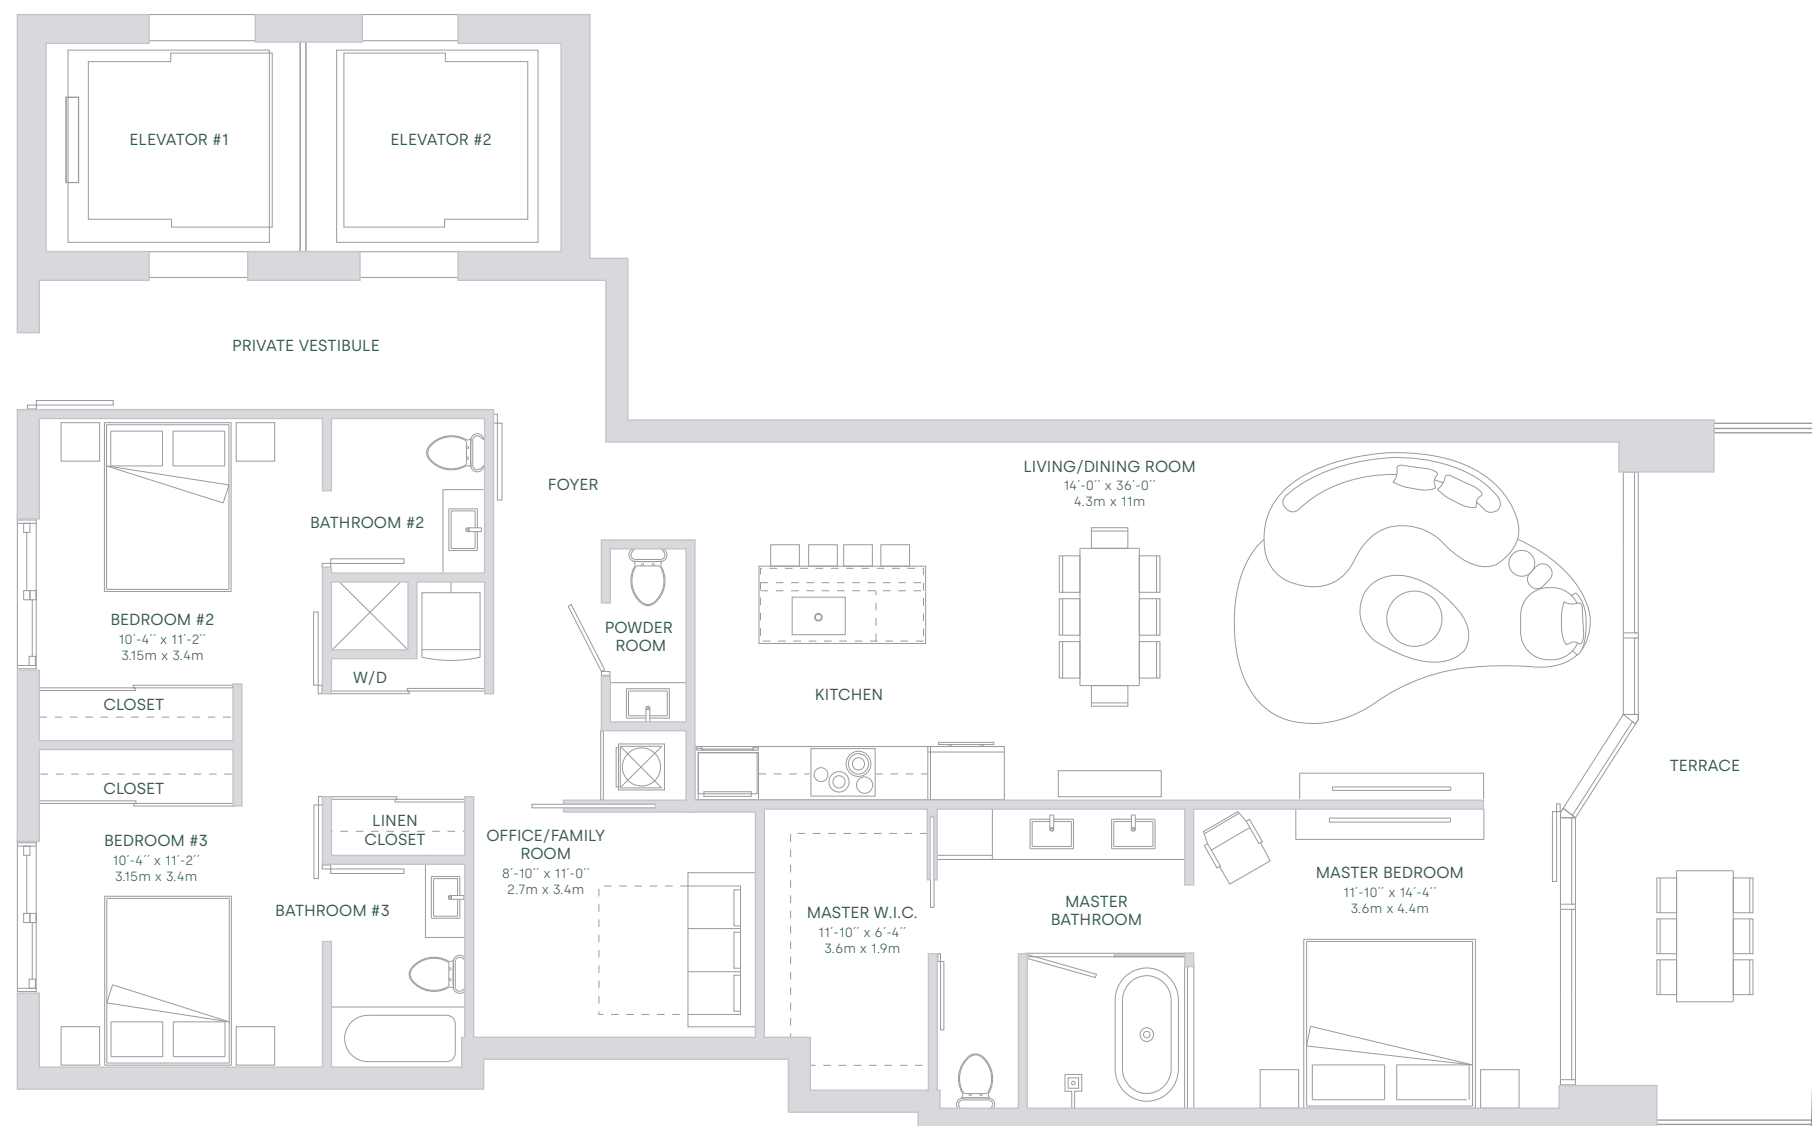 ELEVATOR #1
ELEVATOR #2
PRIVATE VESTIBULE
FOYER
LIVING/DINING ROOM
14´-0´´ x 36´-0´´
4.3m x 11m
BATHROOM #2
BEDROOM #2
10´-4´´ x 11´-2´´
3.15m x 3.4m
POWDER
ROOM
W/D
KITCHEN
CLOSET
CLOSET
TERRACE
LINEN
CLOSET
OFFICE/FAMILY
ROOM
8´-10´´ x 11´-0´´
2.7m x 3.4m
BEDROOM #3
10´-4´´ x 11´-2´´
3.15m x 3.4m
BATHROOM #3
MASTER W.I.C.
11´-10´´ x 6´-4´´
3.6m x 1.9m
MASTER
BATHROOM
MASTER BEDROOM
11´-10´´ x 14´-4´´
3.6m x 4.4m